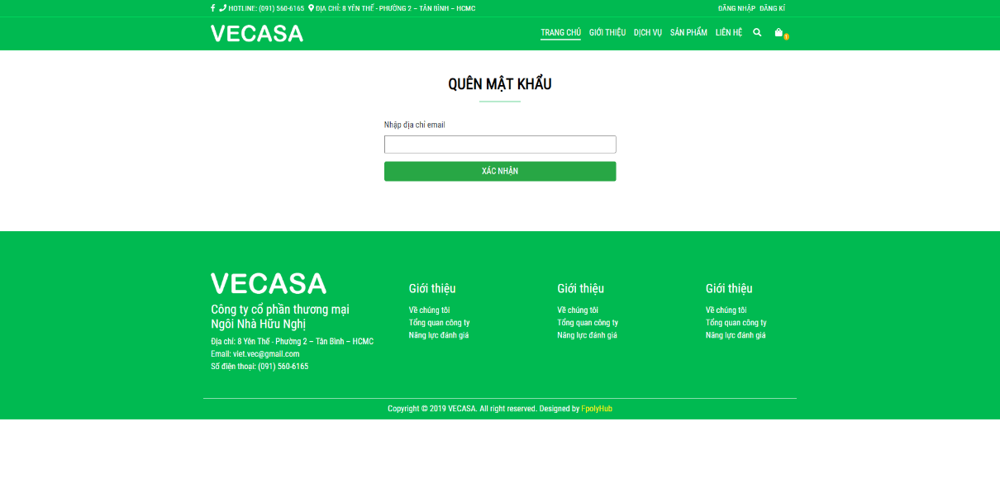 HOTLINE: (091) 560-6165 ĐỊA CHỈ: 8 YÊN THẾ - PHƯỜNG 2 – TÂN BÌNH – HCMC
ĐĂNG NHẬP ĐĂNG KÍ
VECASA
TRANG CHỦ GIỚI THIỆU DỊCH VỤ SẢN PHẨM LIÊN HỆ
QUÊN MẬT KHẨU
Nhập địa chỉ email
XÁC NHẬN
VECASA
Công ty cổ phần thương mại
Ngôi Nhà Hữu Nghị
Địa chỉ: 8 Yên Thế - Phường 2 – Tân Bình – HCMC
Email: viet.vec@gmail.com
Số điện thoại: (091) 560-6165
Giới thiệu
Về chúng tôi
Tổng quan công ty
Năng lực đánh giá
Giới thiệu
Về chúng tôi
Tổng quan công ty
Năng lực đánh giá
Giới thiệu
Về chúng tôi
Tổng quan công ty
Năng lực đánh giá
Copyright © 2019 VECASA. All right reserved. Designed by FpolyHub